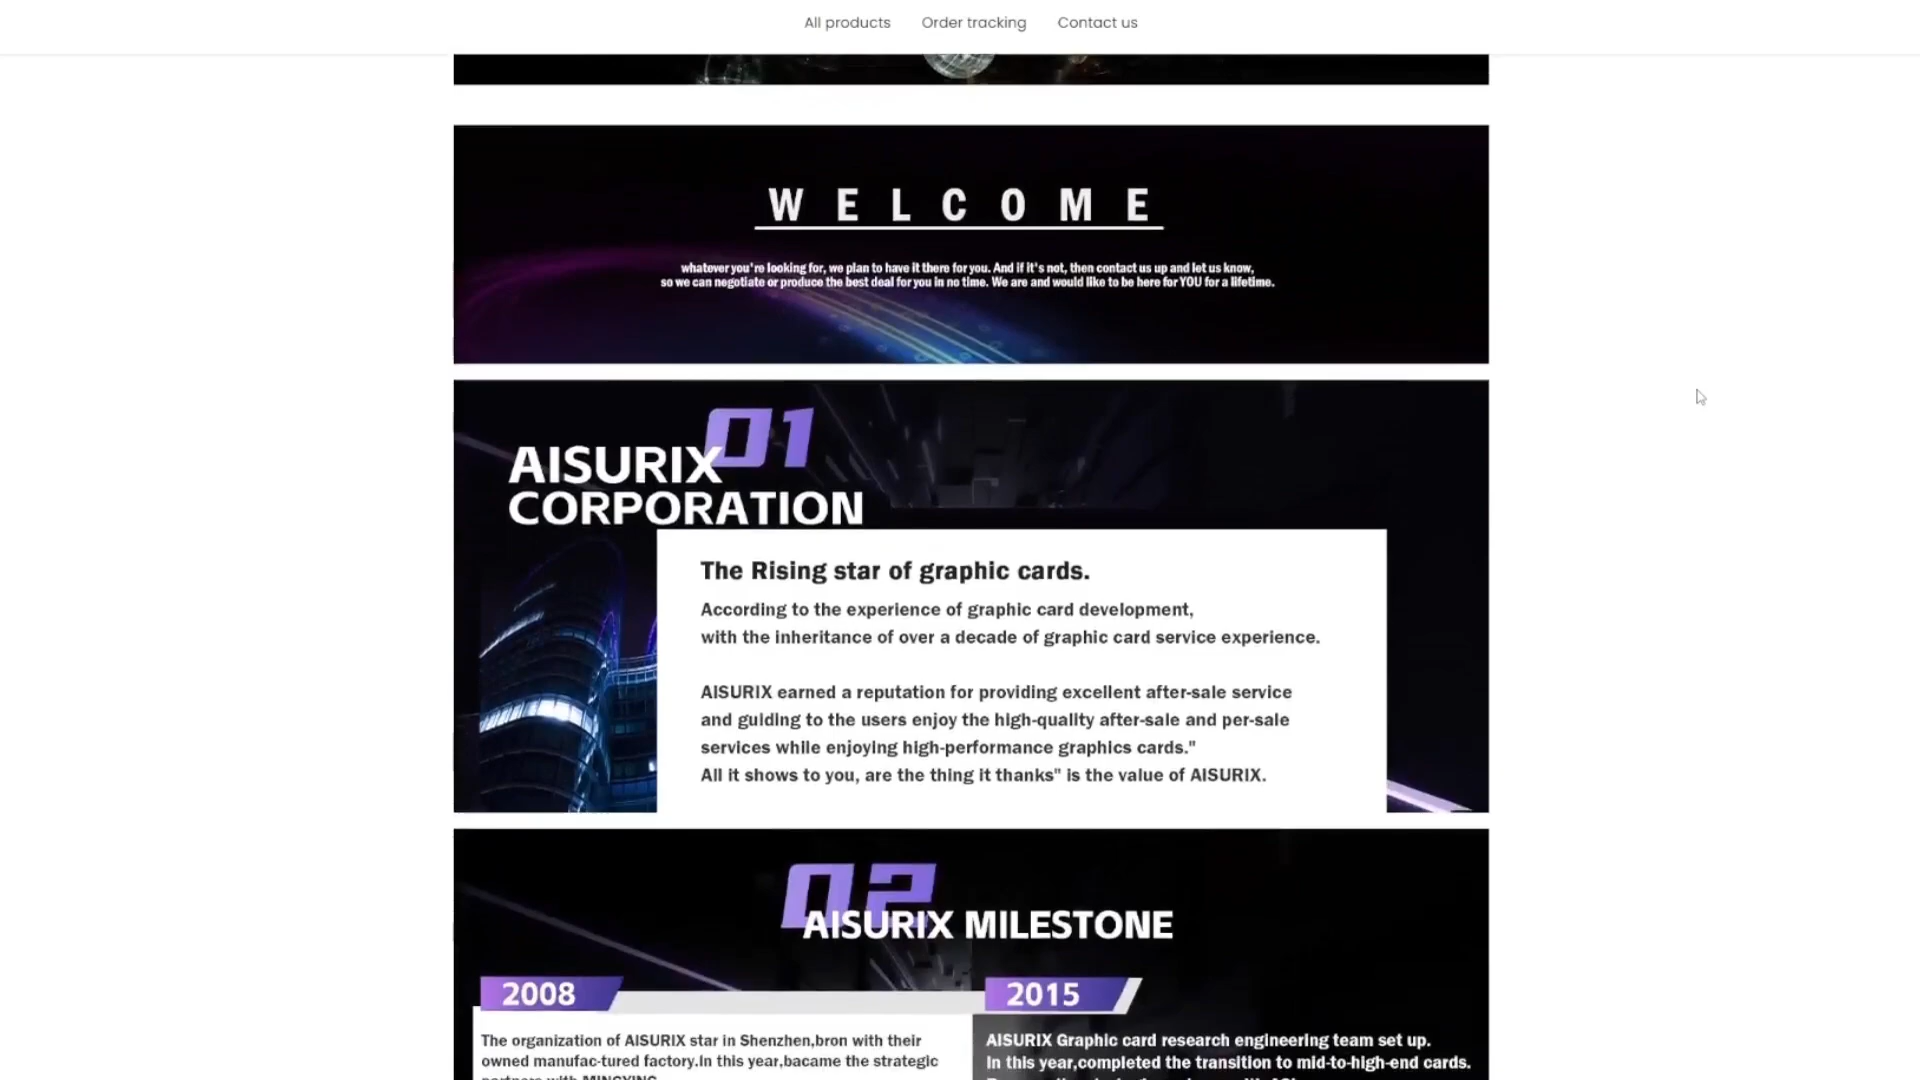 All products Order tracking Contact us
WELCOME
whatever you're looking for, we plan to have it there for you. And if it's not, then contact us up and let us know,
so we can negotiate or produce the best deal for you in no time. We are and would like to be here for YOU for a lifetime.
01
AISURIX
CORPORATION
The Rising star of graphic cards.
According to the experience of graphic card development,
with the inheritance of over a decade of graphic card service experience.
AISURIX earned a reputation for providing excellent after-sale service
and guiding to the users enjoy the high-quality after-sale and per-sale
services while enjoying high-performance graphics cards."
All it shows to you, are the thing it thanks" is the value of AISURIX.
02
AISURIX MILESTONE
2008
The organization of AISURIX star in Shenzhen,bron with their
owned manufac-tured factory.In this year,bacame the strategic
2015
AISURIX Graphic card research engineering team set up.
In this year,completed the transition to mid-to-high-end cards.